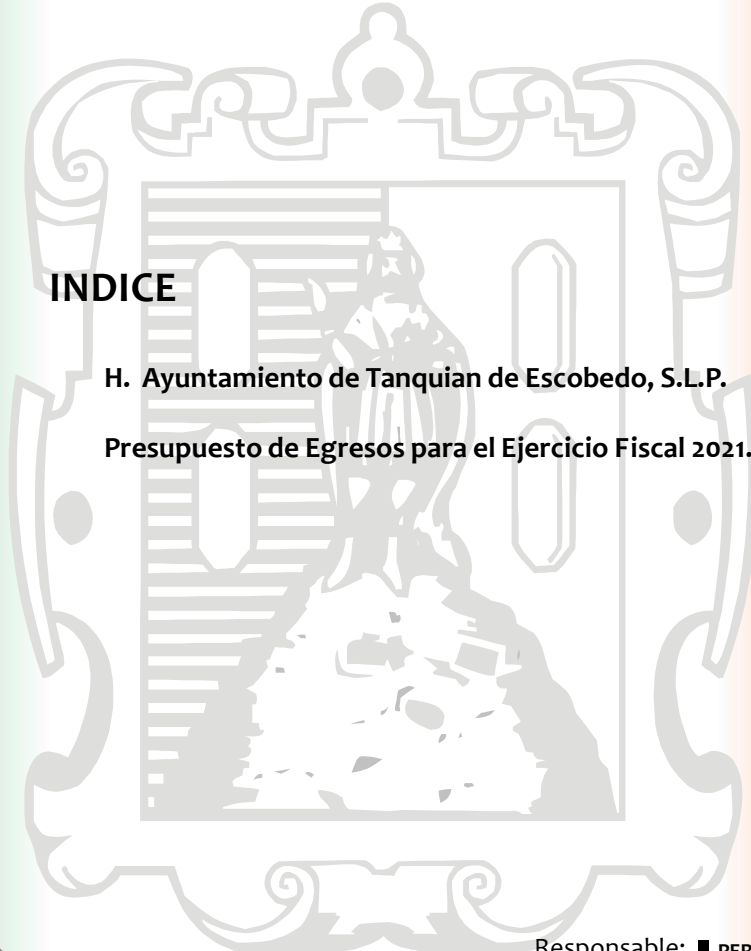 INDICE
H. Ayuntamiento de Tanquian de Escobedo, S.L.P.
Presupuesto de Egresos para el Ejercicio Fiscal 2021.
Responsable: